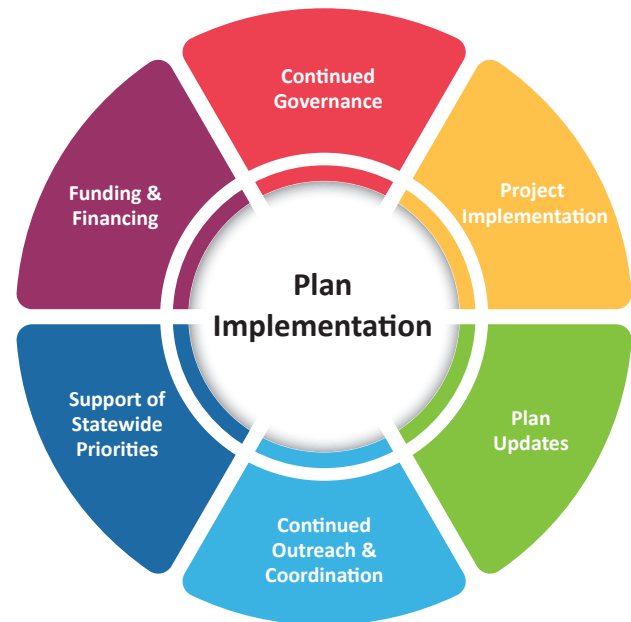 Continued
Governance
Project
Implementation
Plan
Updates
Continued
Outreach &
Coordination
Support of
Statewide
Priorities
Funding &
Financing
Plan
Implementation